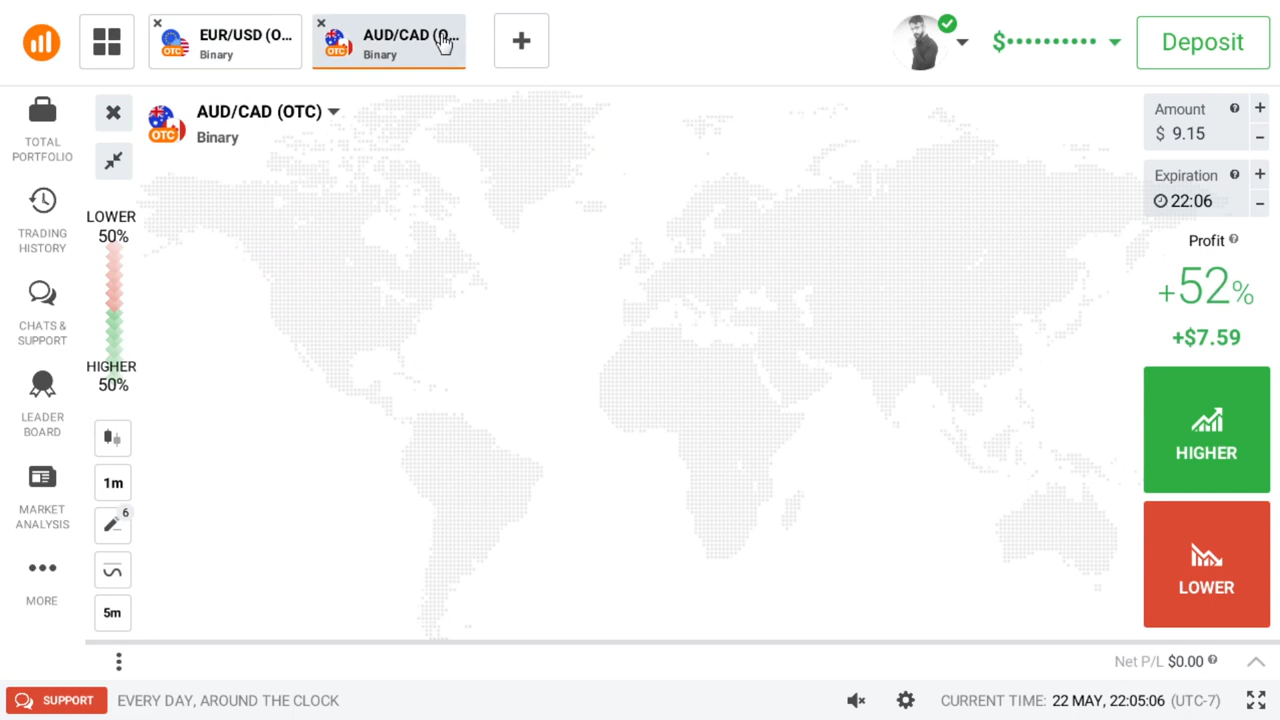 EUR/USD (O...
Binary
OTC
AUD/CAD (O...
Binary
OTC
+
$••••••••••
Deposit
TOTAL
PORTFOLIO
TRADING
HISTORY
CHATS &
SUPPORT
LEADER
BOARD
MARKET
ANALYSIS
MORE
AUD/CAD (OTC)
Binary
OTC
LOWER
50%
HIGHER
50%
1m
6
5m
Amount
$ 9.15
+
−
Expiration
22:06
+
−
Profit
+52%
+$7.59
HIGHER
LOWER
Net P/L $0.00
SUPPORT
EVERY DAY, AROUND THE CLOCK
CURRENT TIME: 22 MAY, 22:05:06 (UTC-7)